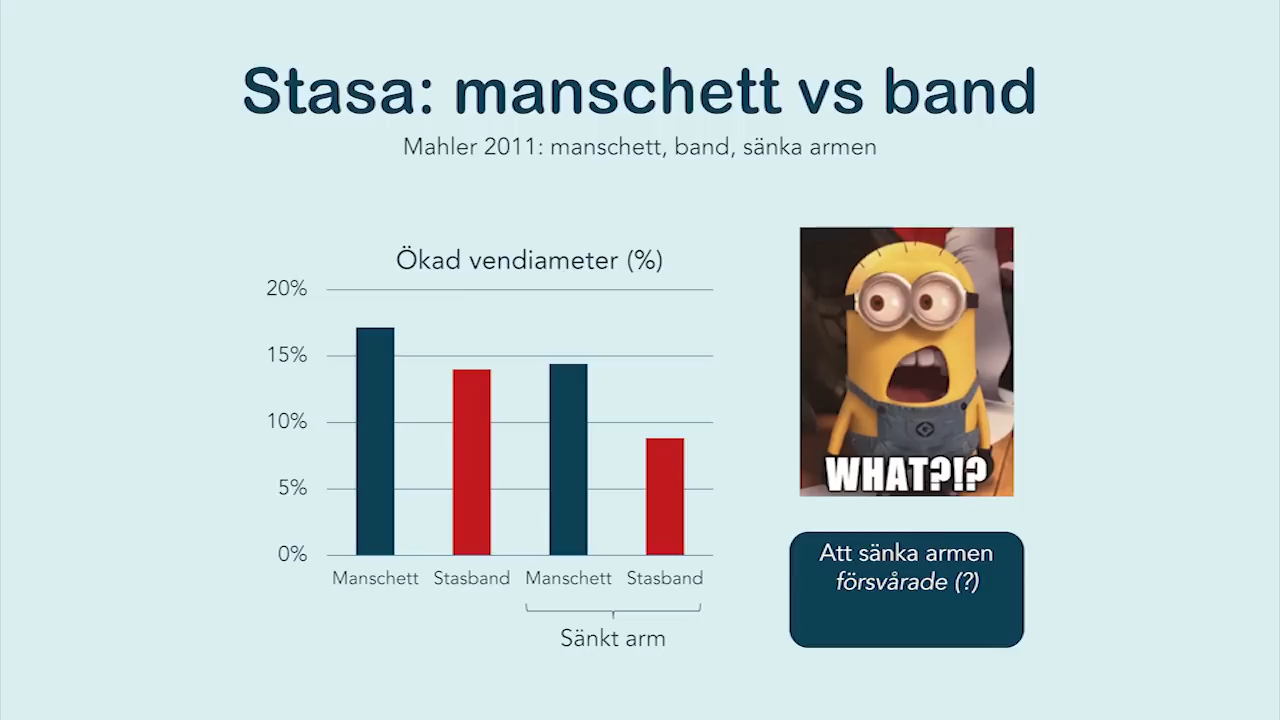 Stasa: manschett vs band
Mahler 2011: manschett, band, sänka armen
Ökad vendiameter (%)
20%
15%
10%
5%
0%
Manschett
Stasband
Manschett
Stasband
Sänkt arm
WHAT?!?
Att sänka armen
försvårade (?)